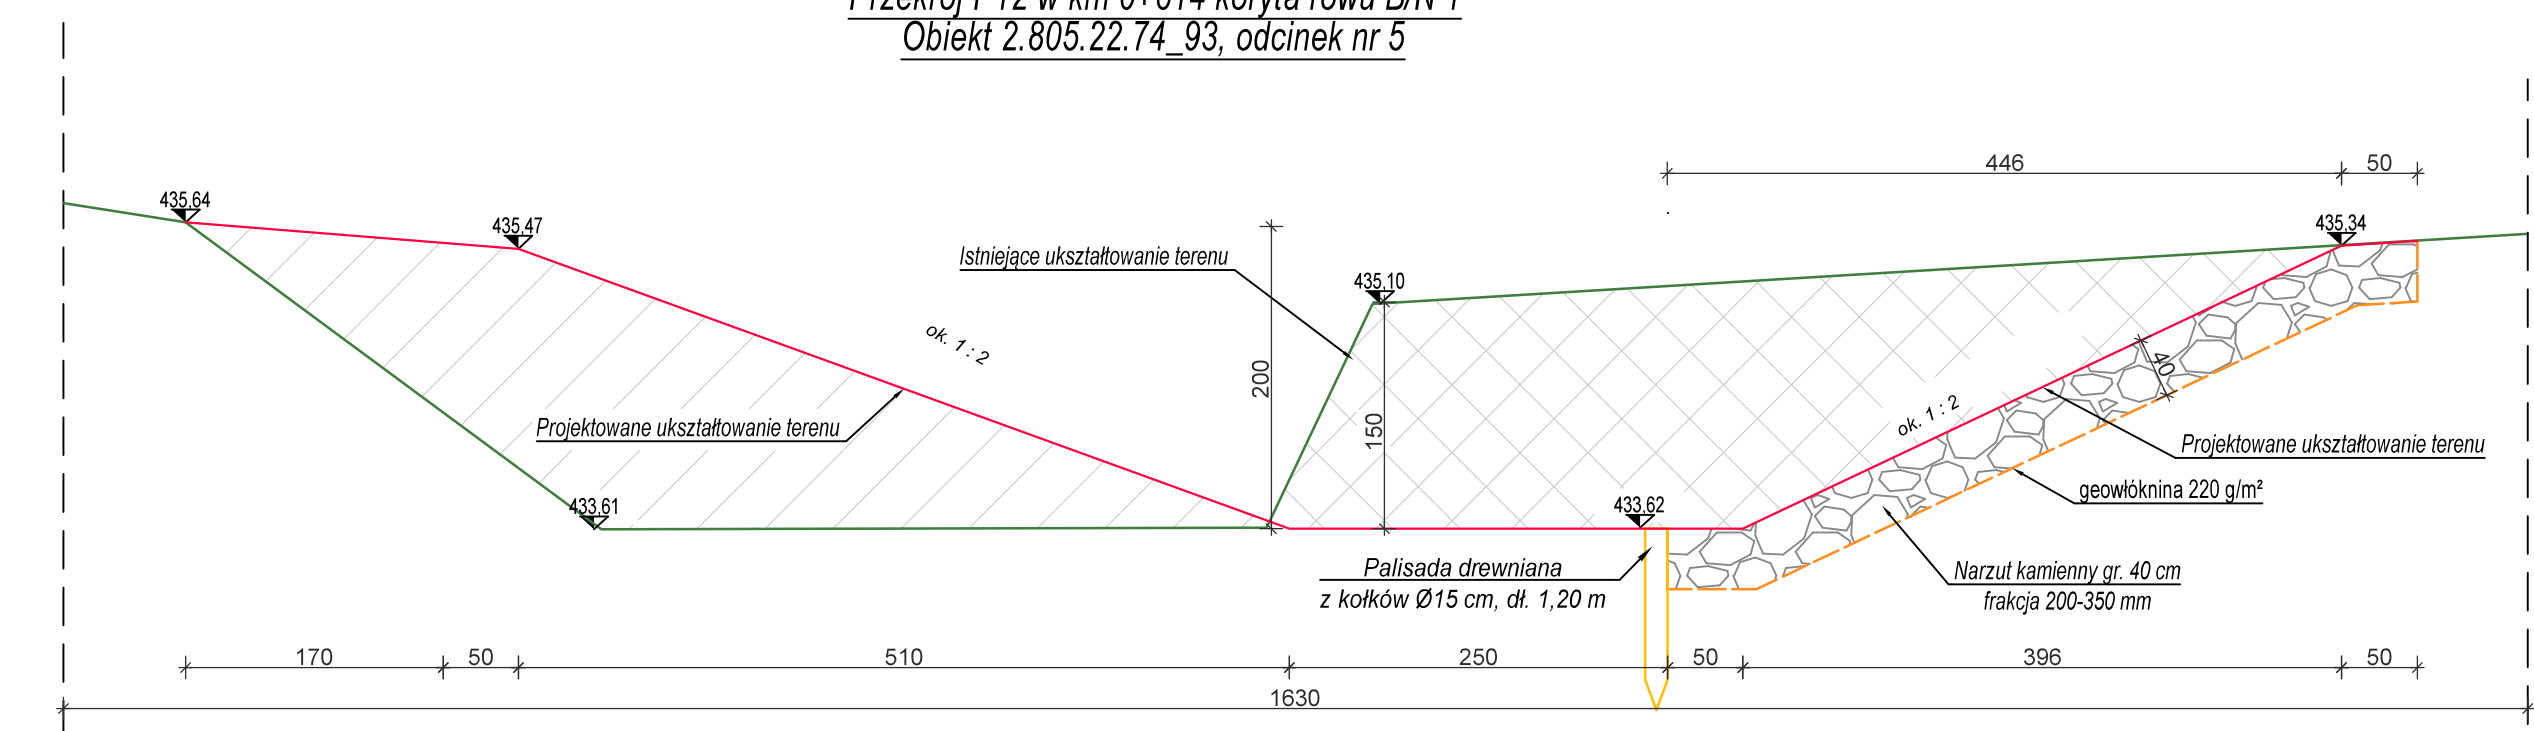 Obiekt 2.805.22.74_93, odcinek nr 5
446
50
435,64
435,47
435,34
Istniejące ukształtowanie terenu
435,10
ok. 1 : 2
200
40
150
ok. 1 : 2
Projektowane ukształtowanie terenu
Projektowane ukształtowanie terenu
geowłóknina 220 g/m²
433,61
433,62
Palisada drewniana
z kołków Ø15 cm, dł. 1,20 m
Narzut kamienny gr. 40 cm
frakcja 200-350 mm
170
50
510
250
50
396
50
1630